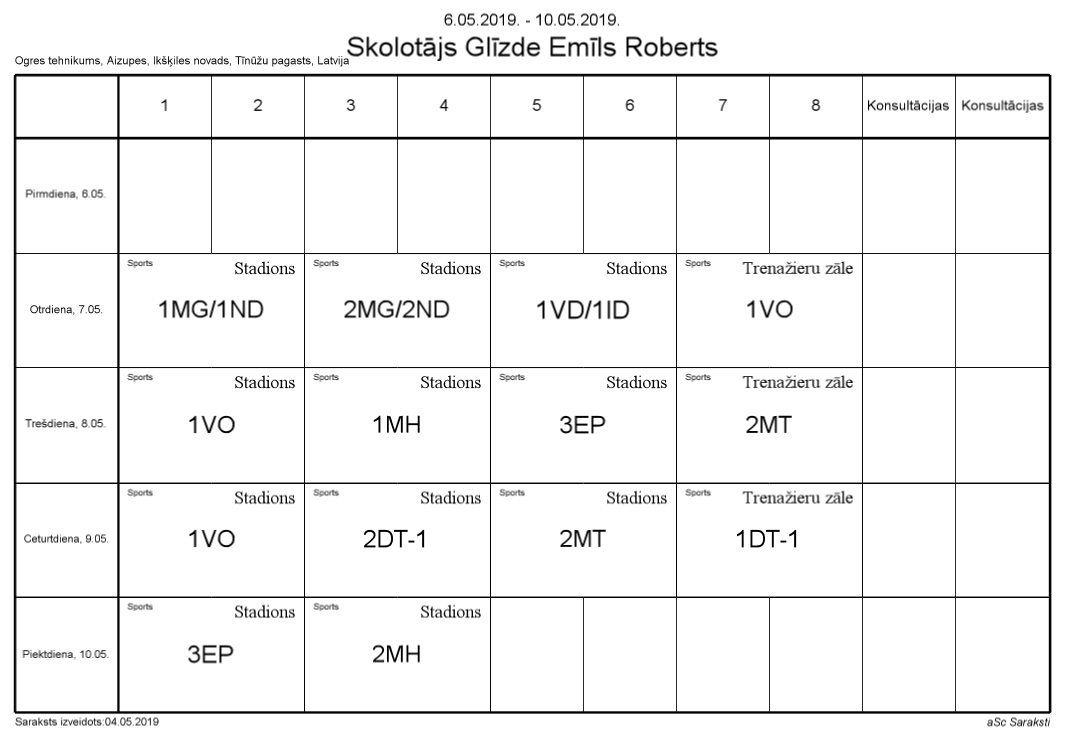 6.05.2019. - 10.05.2019.
Skolotājs Glīzde Emīls Roberts
Ogres tehnikums, Aizupes, Ikšķiles novads, Tīnūžu pagasts, Latvija
1 2 3 4 5 6 7 8 Konsultācijas Konsultācijas
Pirmdiena, 6.05.
Sports Stadions Sports Stadions Sports Stadions Sports Trenažieru zāle
Otrdiena, 7.05. 1MG/1ND 2MG/2ND 1VD/1ID 1VO
Sports Stadions Sports Stadions Sports Stadions Sports Trenažieru zāle
Trešdiena, 8.05. 1VO 1MH 3EP 2MT
Sports Stadions Sports Stadions Sports Stadions Sports Trenažieru zāle
Ceturtdiena, 9.05. 1VO 2DT-1 2MT 1DT-1
Sports Stadions Sports Stadions
Piektdiena, 10.05. 3EP 2MH
Saraksts izveidots:04.05.2019 aSc Saraksti